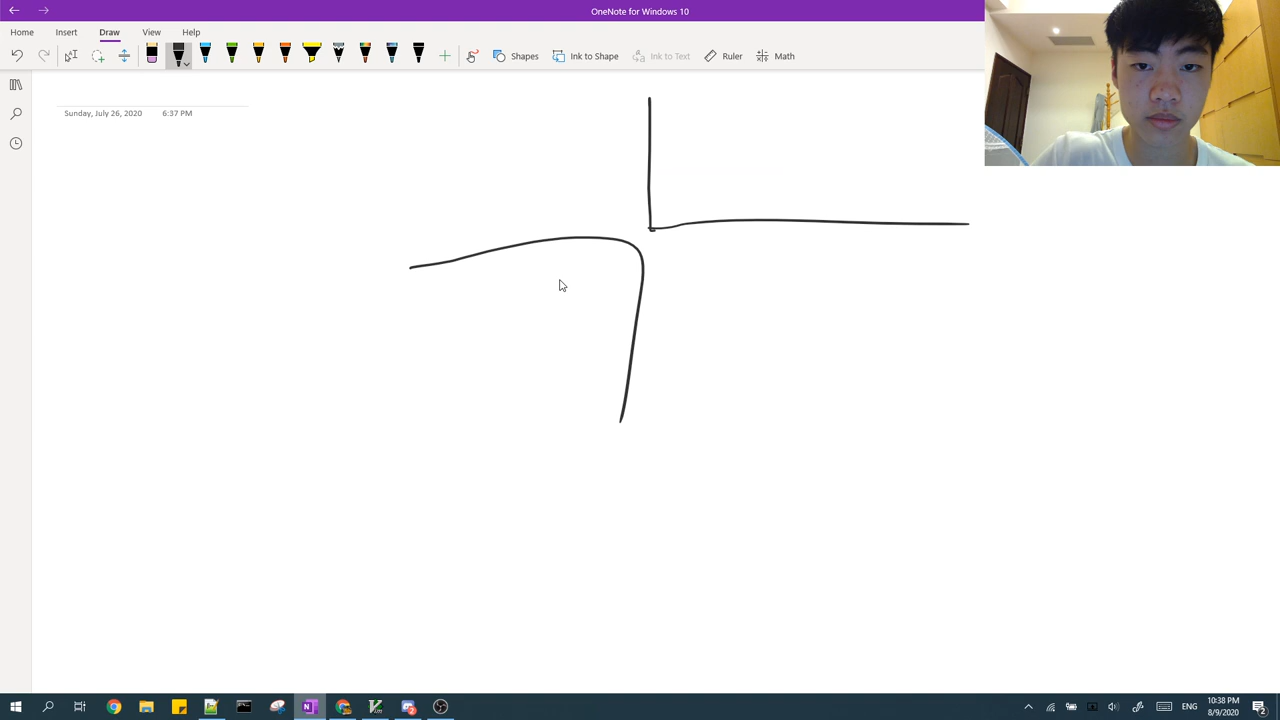 OneNote for Windows 10
Home Insert Draw View Help
Shapes Ink to Shape Ink to Text Ruler Math
Sunday, July 26, 2020 6:37 PM
ENG 10:38 PM
8/9/2020 2